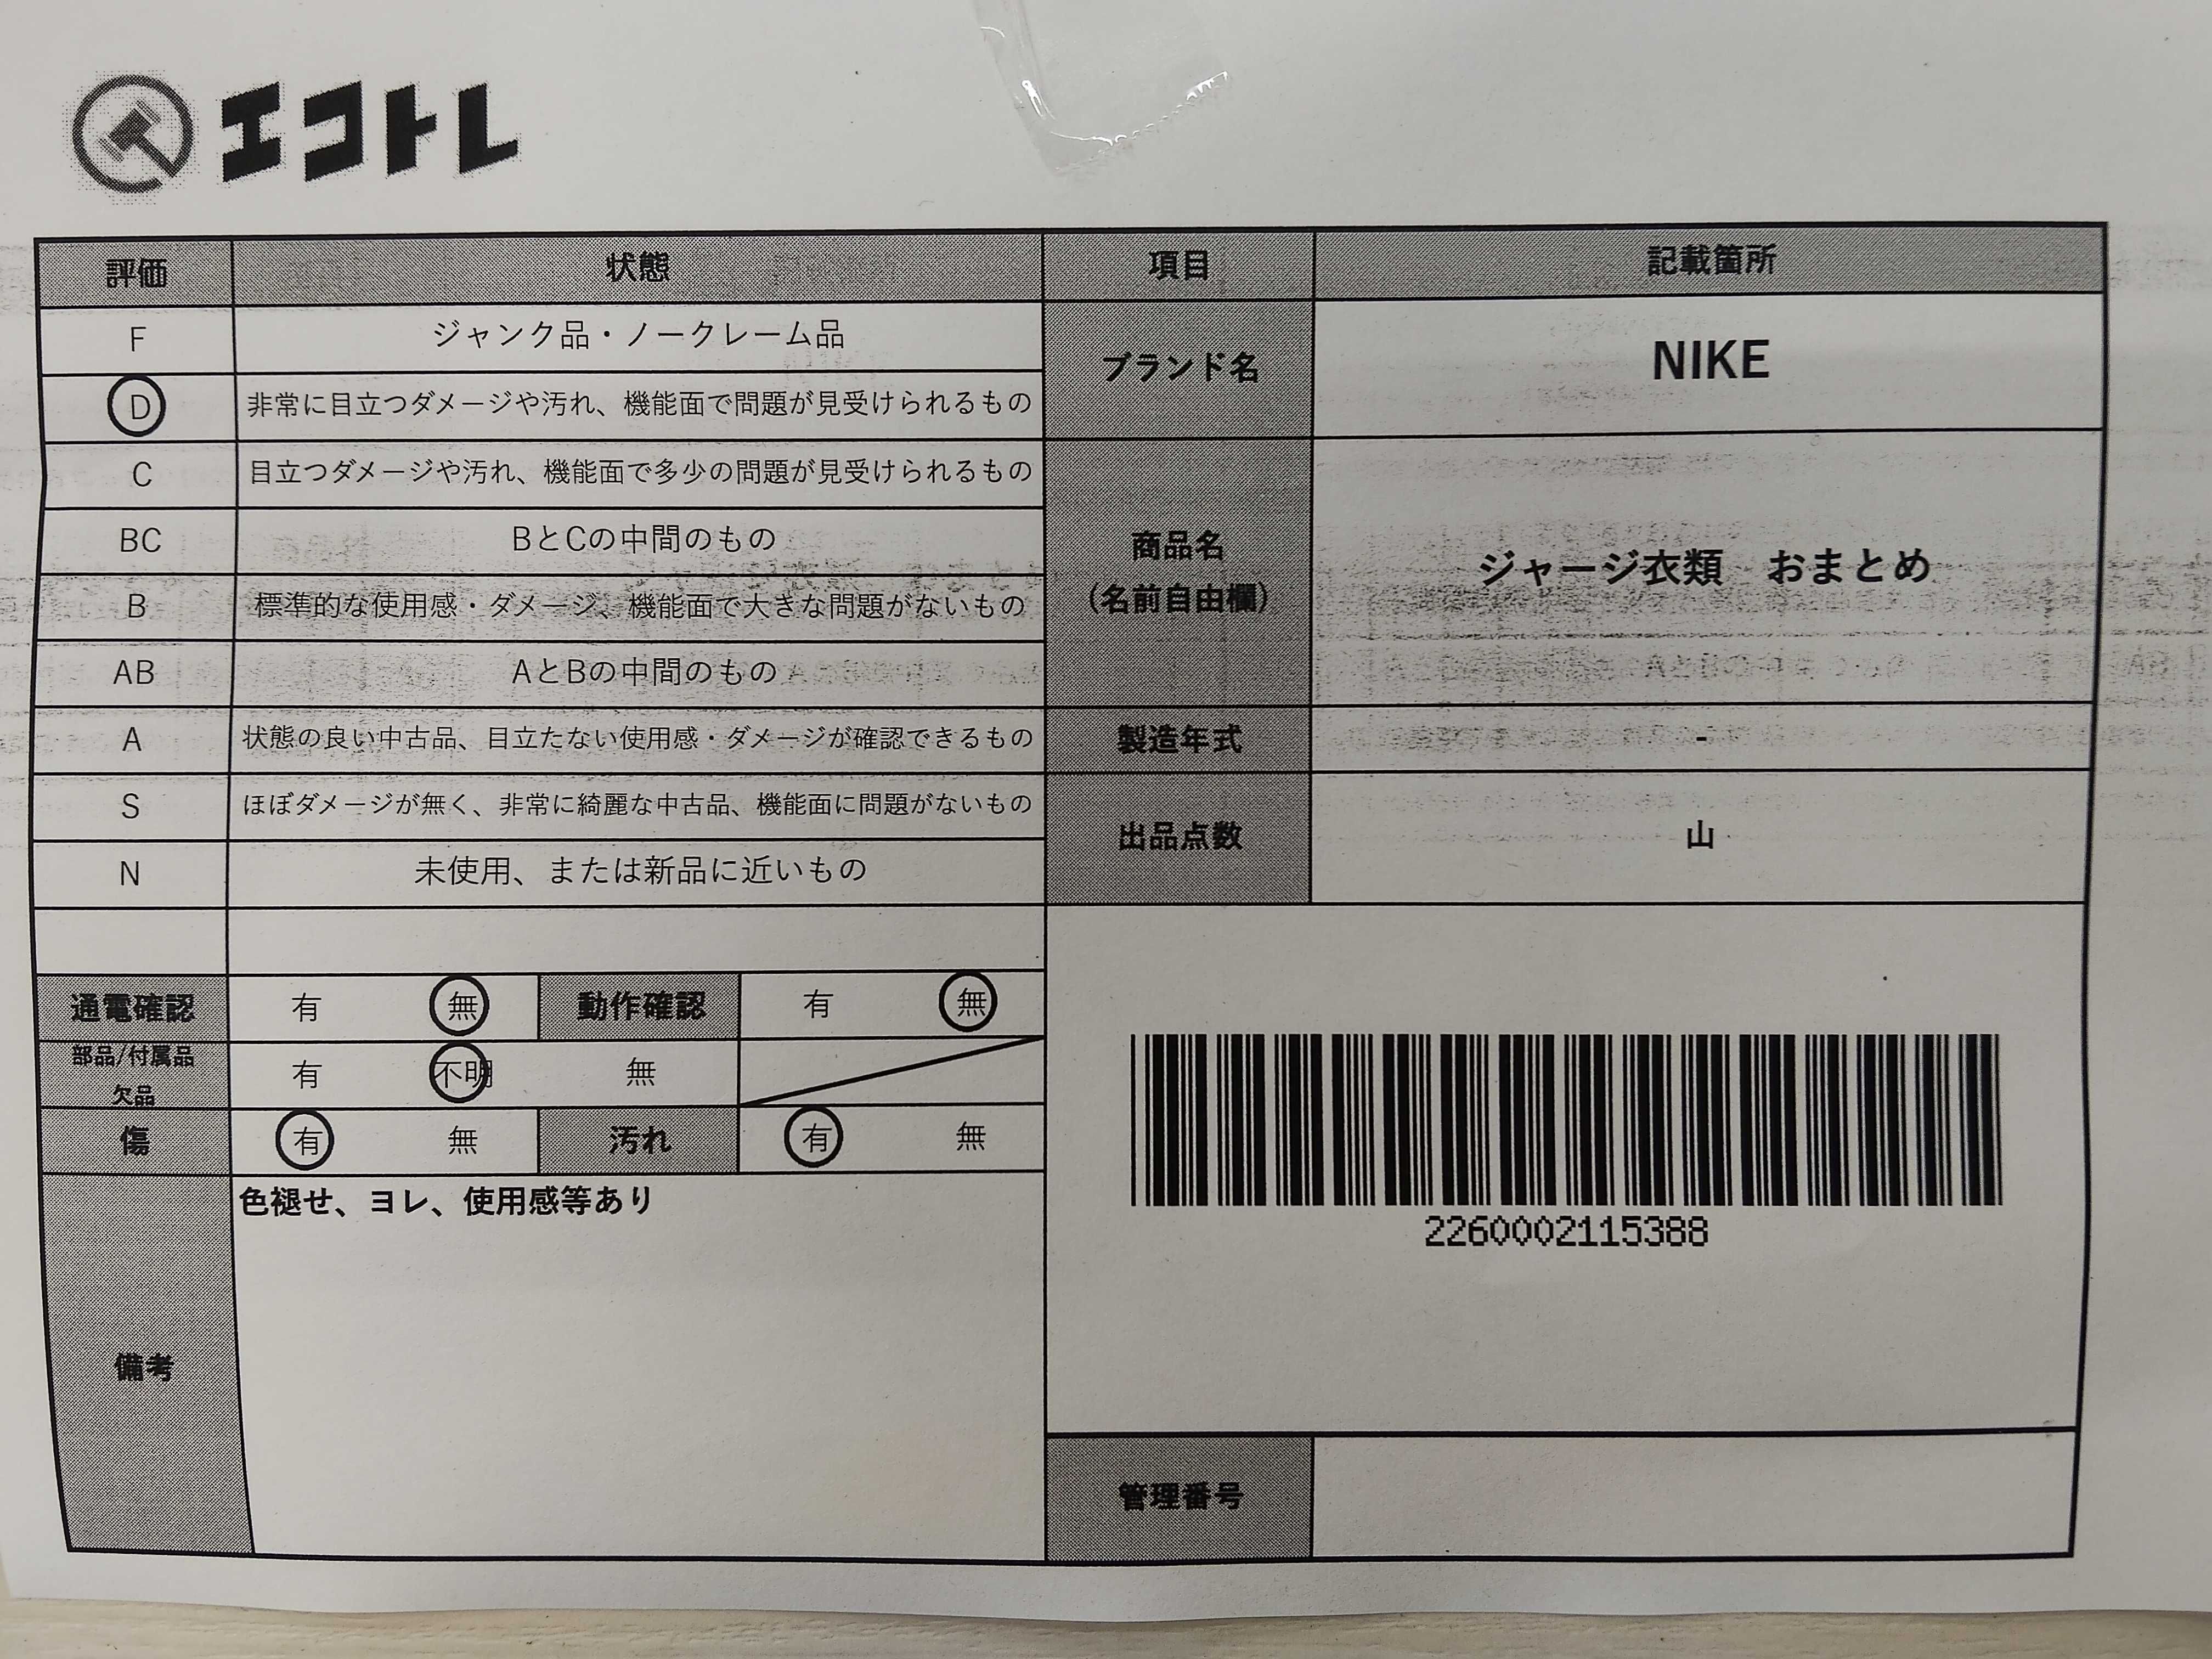 エコトレ
評価 状態 項目 記載箇所
F ジャンク品・ノークレーム品
ブランド名 NIKE
D 非常に目立つダメージや汚れ、機能面で問題が見受けられるもの
C 目立つダメージや汚れ、機能面で多少の問題が見受けられるもの
BC BとCの中間のもの
商品名
(名前自由欄)
ジャージ衣類　おまとめ
B 標準的な使用感・ダメージ、機能面で大きな問題がないもの
AB AとBの中間のもの
A 状態の良い中古品、目立たない使用感・ダメージが確認できるもの
製造年式 -
S ほぼダメージが無く、非常に綺麗な中古品、機能面に問題がないもの
出品点数 山
N 未使用、または新品に近いもの
通電確認 有 無 動作確認 有 無
部品/付属品
欠品
有 不明 無
傷 有 無 汚れ 有 無
備考
色褪せ、ヨレ、使用感等あり
2260002115388
管理番号